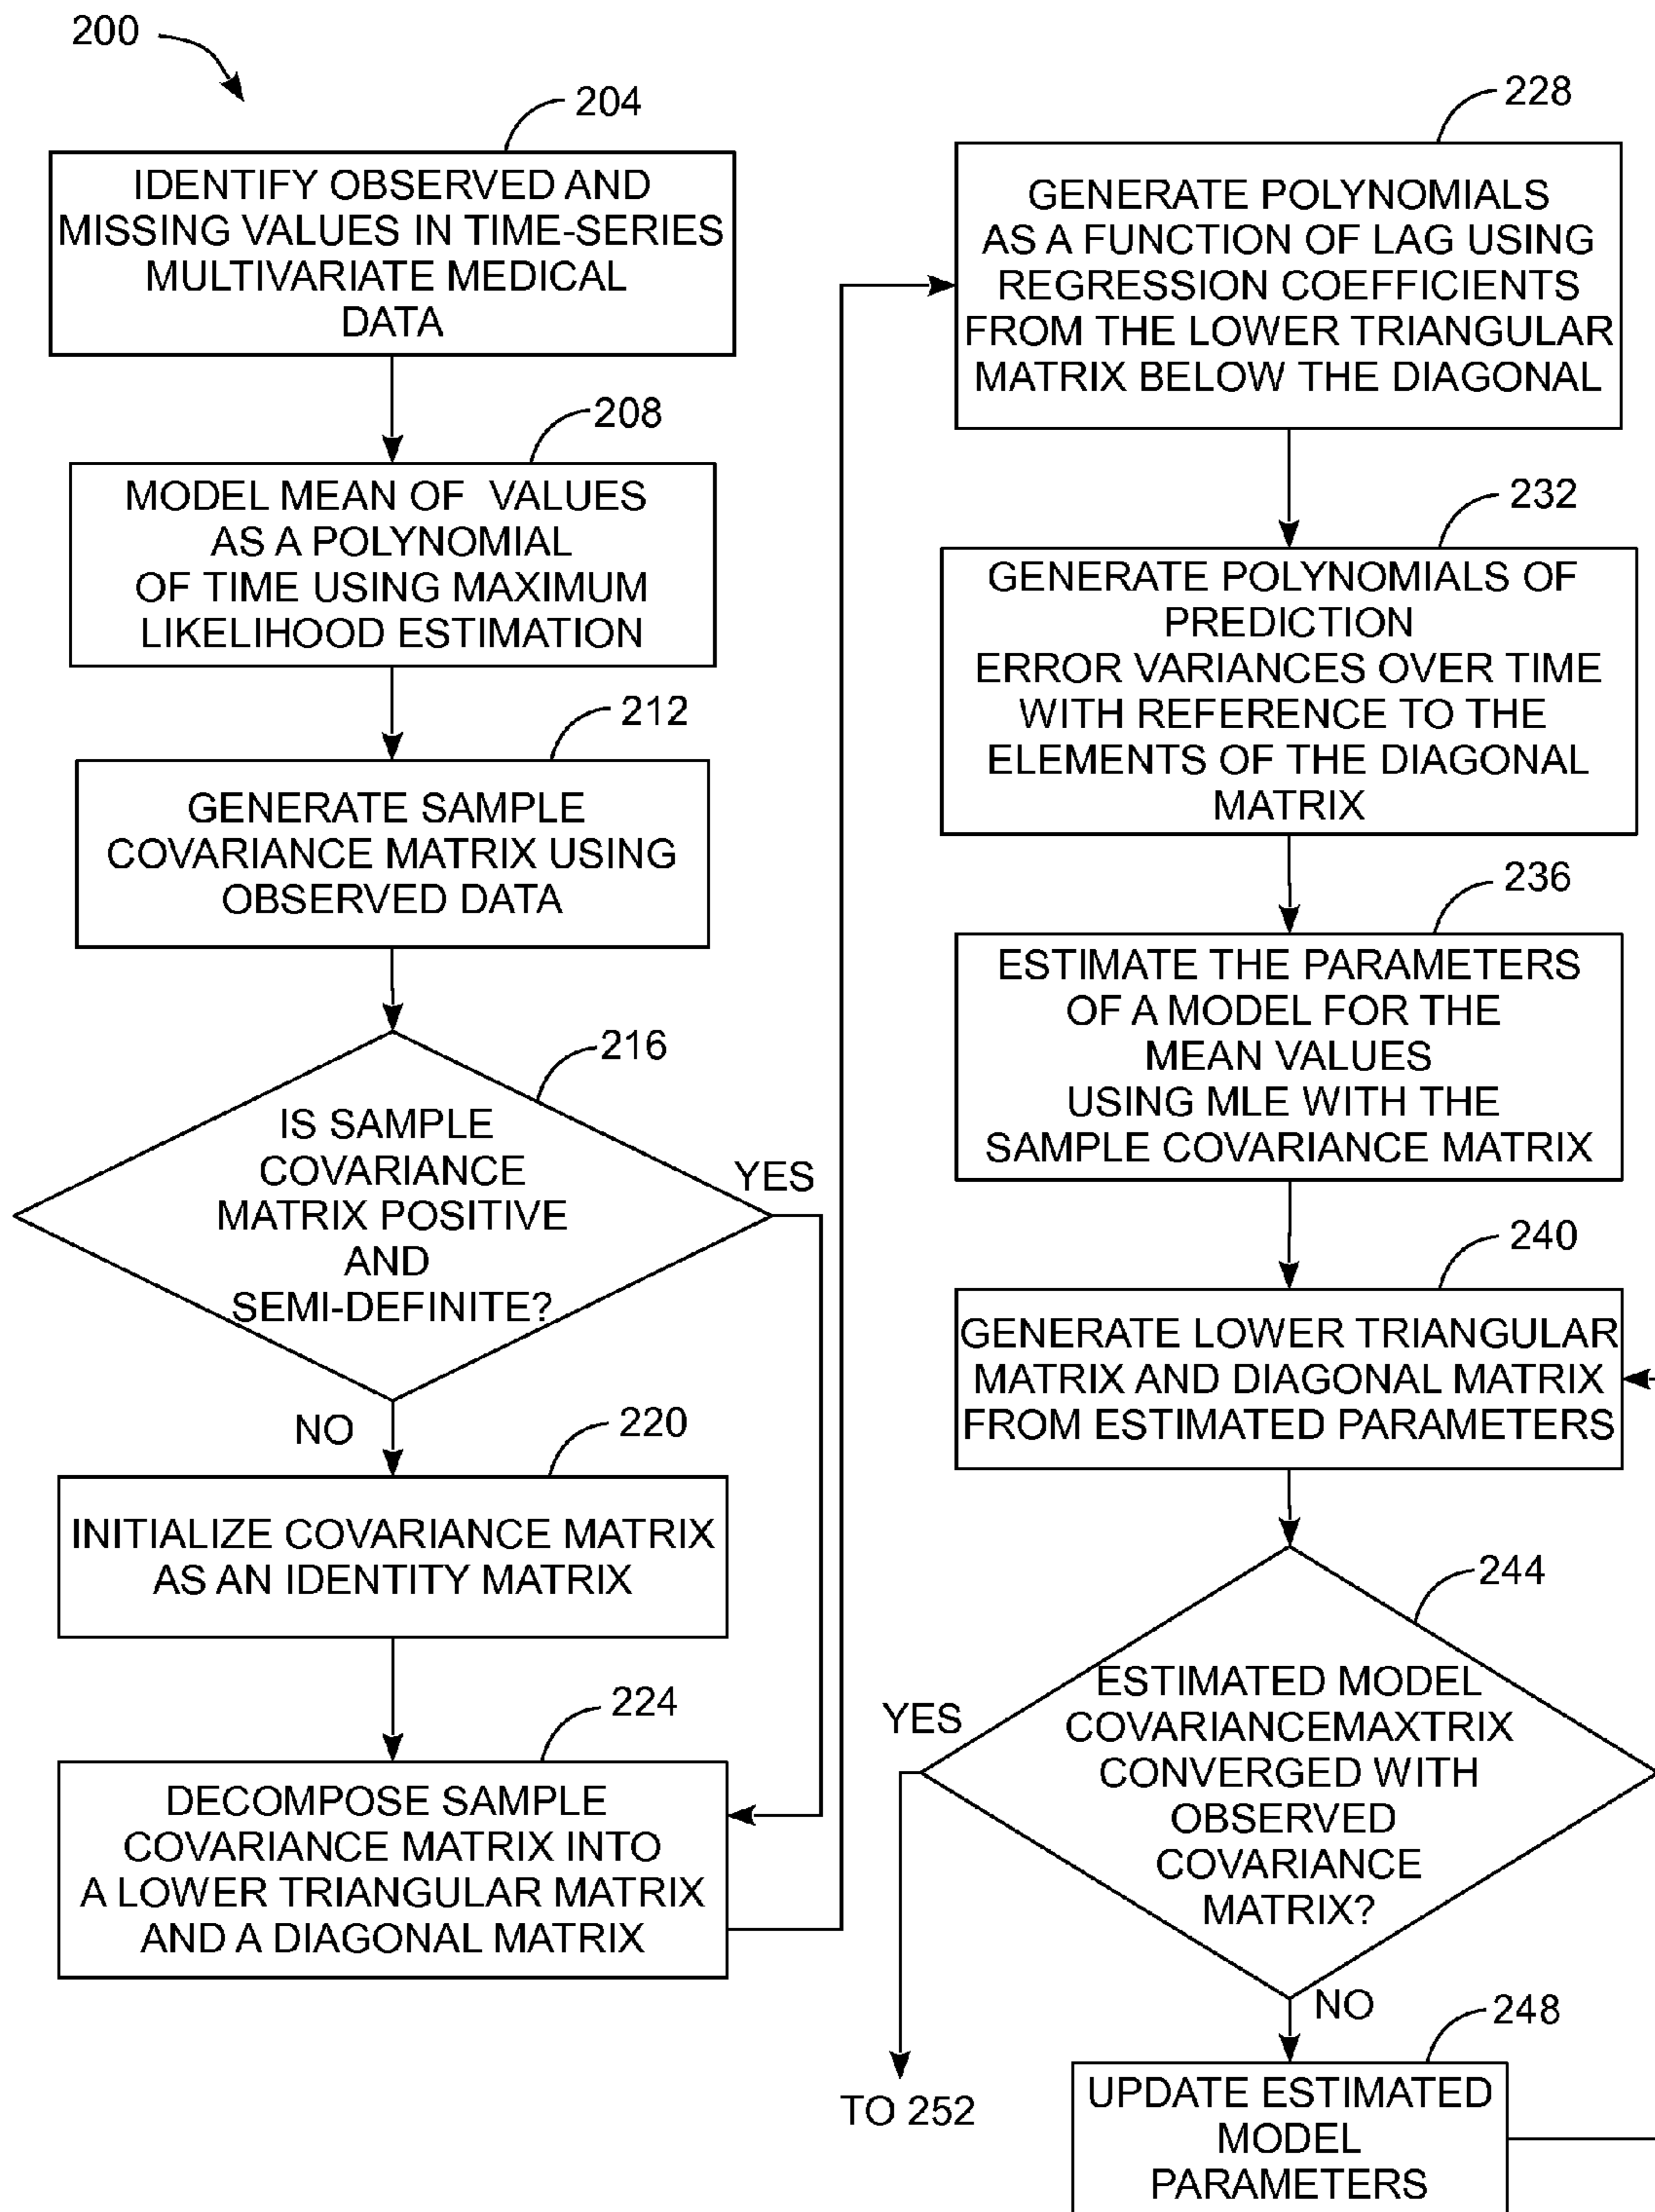 200
204
IDENTIFY OBSERVED AND
MISSING VALUES IN TIME-SERIES
MULTIVARIATE MEDICAL
DATA
208
MODEL MEAN OF VALUES
AS A POLYNOMIAL
OF TIME USING MAXIMUM
LIKELIHOOD ESTIMATION
212
GENERATE SAMPLE
COVARIANCE MATRIX USING
OBSERVED DATA
216
IS SAMPLE
COVARIANCE
MATRIX POSITIVE
AND
SEMI-DEFINITE?
YES
NO
220
INITIALIZE COVARIANCE MATRIX
AS AN IDENTITY MATRIX
224
DECOMPOSE SAMPLE
COVARIANCE MATRIX INTO
A LOWER TRIANGULAR MATRIX
AND A DIAGONAL MATRIX
228
GENERATE POLYNOMIALS
AS A FUNCTION OF LAG USING
REGRESSION COEFFICIENTS
FROM THE LOWER TRIANGULAR
MATRIX BELOW THE DIAGONAL
232
GENERATE POLYNOMIALS OF
PREDICTION
ERROR VARIANCES OVER TIME
WITH REFERENCE TO THE
ELEMENTS OF THE DIAGONAL
MATRIX
236
ESTIMATE THE PARAMETERS
OF A MODEL FOR THE
MEAN VALUES
USING MLE WITH THE
SAMPLE COVARIANCE MATRIX
240
GENERATE LOWER TRIANGULAR
MATRIX AND DIAGONAL MATRIX
FROM ESTIMATED PARAMETERS
244
ESTIMATED MODEL
COVARIANCEMAXTRIX
CONVERGED WITH
OBSERVED
COVARIANCE
MATRIX?
YES
TO 252
NO
248
UPDATE ESTIMATED
MODEL
PARAMETERS